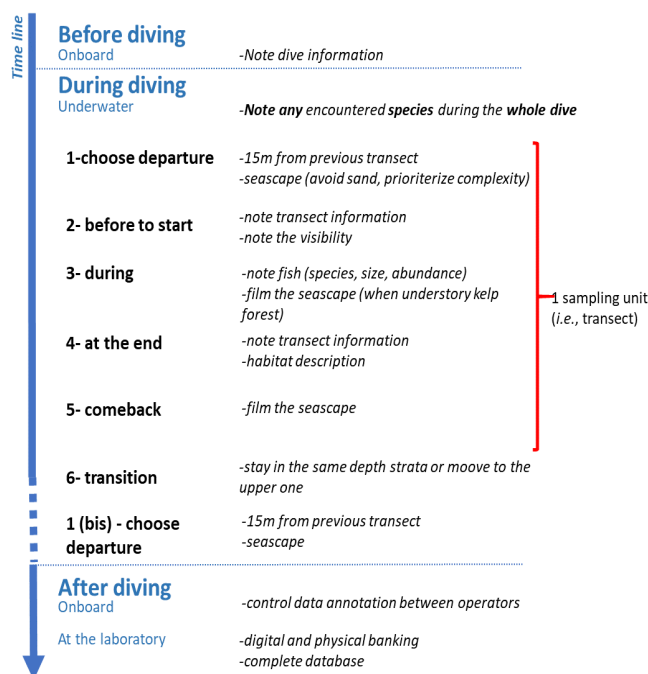 Time line
Before diving
Onboard
-Note dive information
During diving
Underwater
-Note any encountered species during the whole dive
1-choose departure
-15m from previous transect
-seascape (avoid sand, prioriterize complexity)
2- before to start
-note transect information
-note the visibility
3- during
-note fish (species, size, abundance)
-film the seascape (when understory kelp
forest)
4- at the end
-note transect information
-habitat description
5- comeback
-film the seascape
1 sampling unit
(i.e., transect)
6- transition
-stay in the same depth strata or moove to the
upper one
1 (bis) - choose
departure
-15m from previous transect
-seascape
After diving
Onboard
-control data annotation between operators
At the laboratory
-digital and physical banking
-complete database